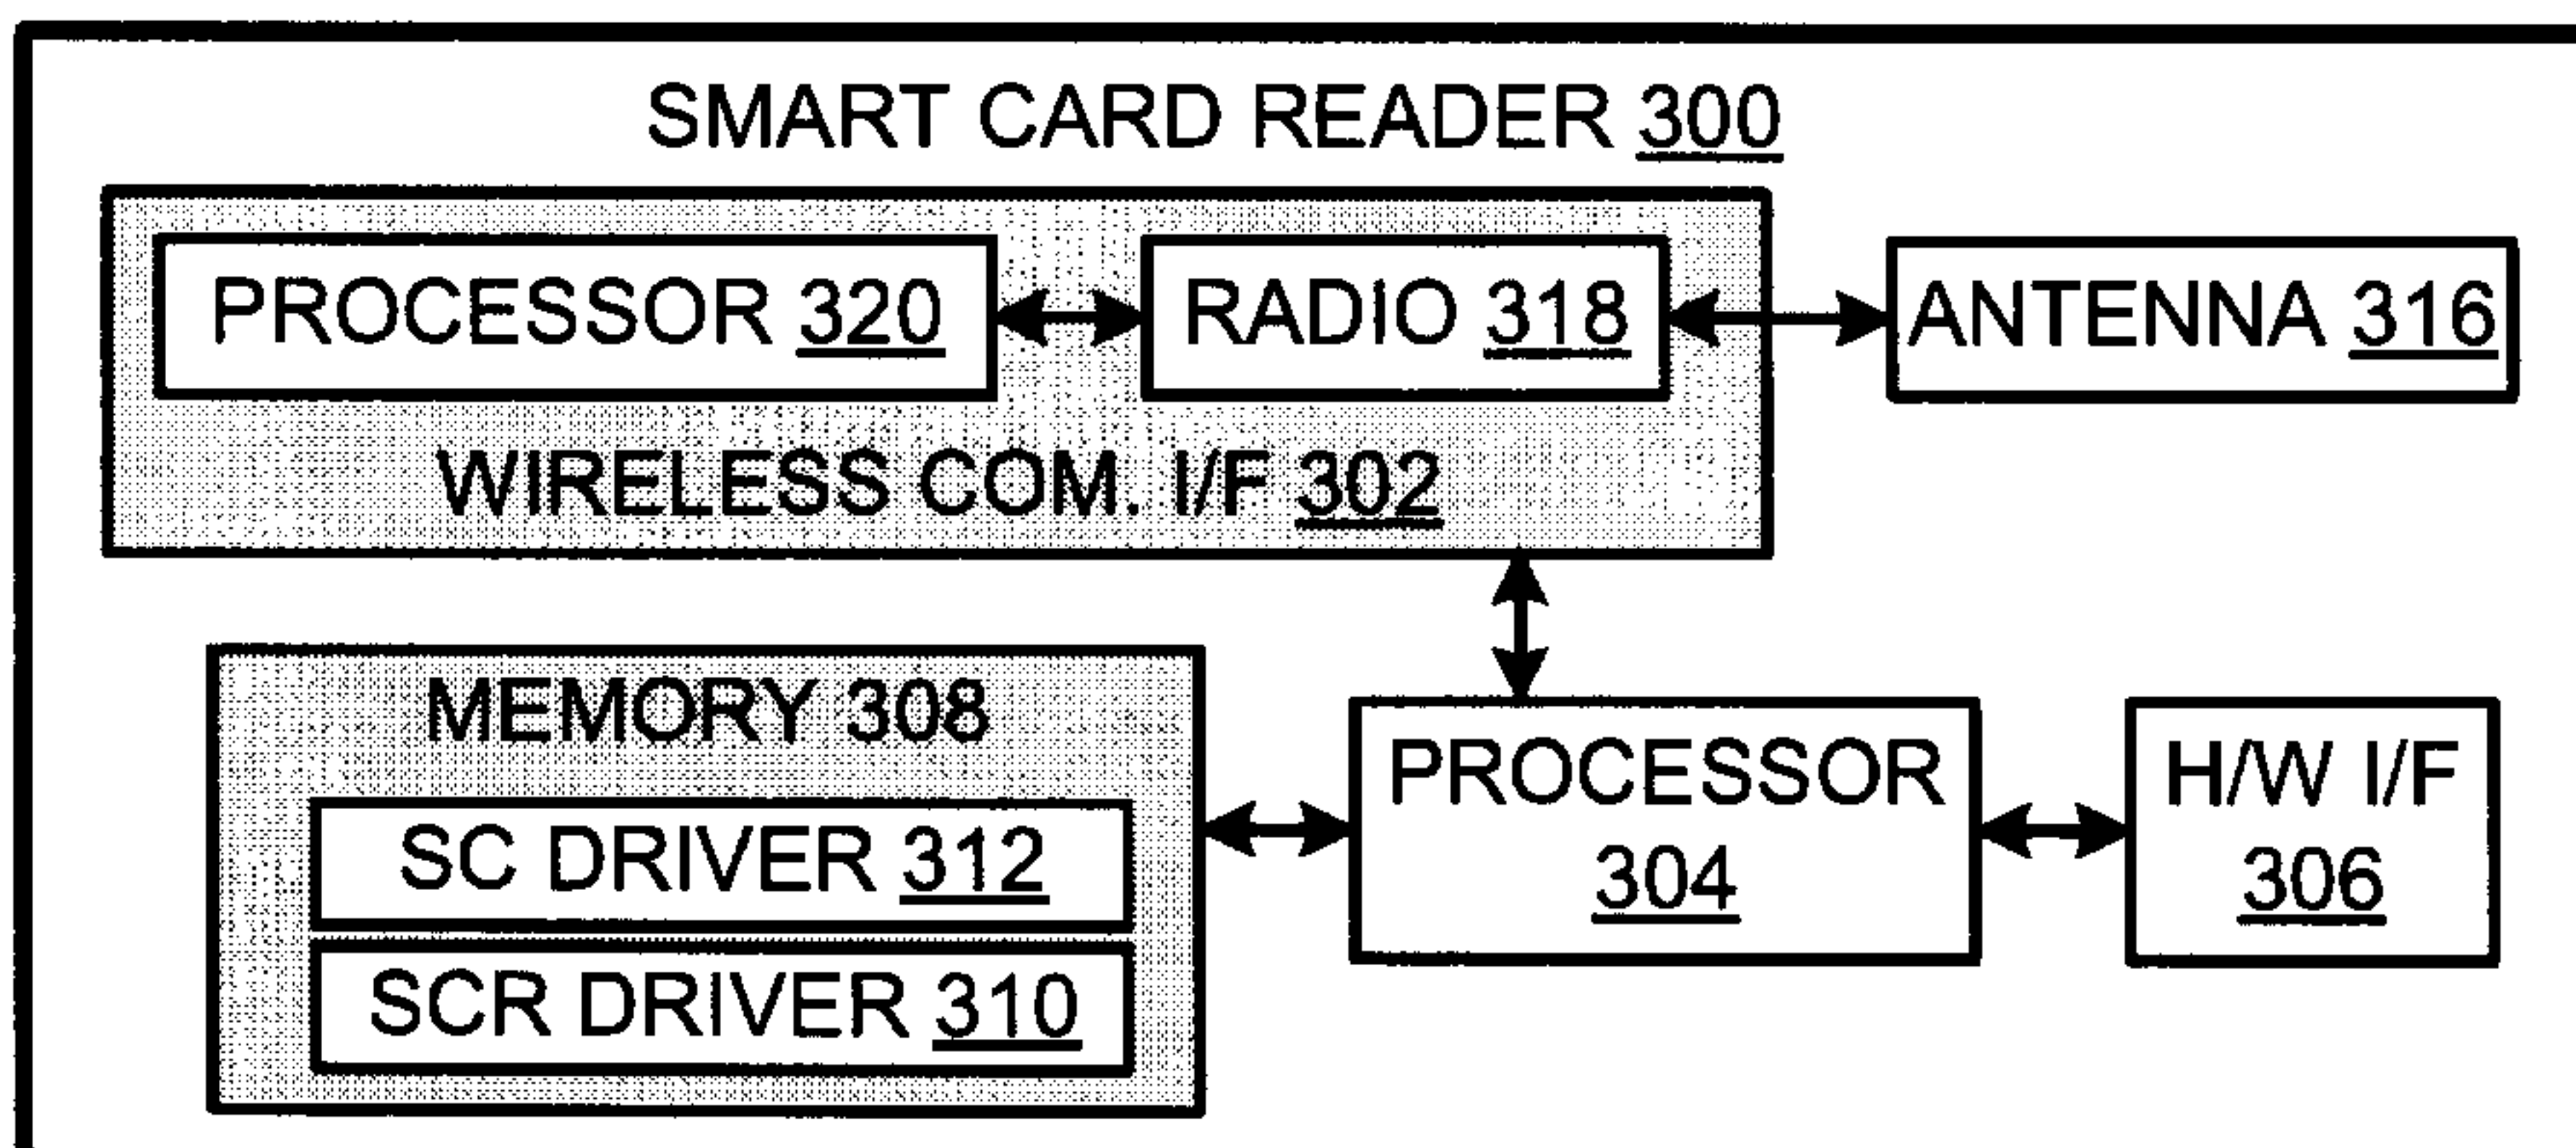 SMART CARD READER 300
PROCESSOR 320
RADIO 318
ANTENNA 316
WIRELESS COM. I/F 302
MEMORY 308
SC DRIVER 312
SCR DRIVER 310
PROCESSOR
304
H/W I/F
306